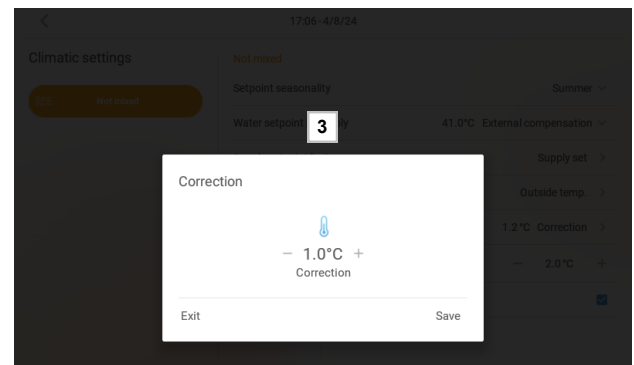 17:06 - 4/8/24
Climatic settings
Not mixed
Not mixed
Setpoint seasonality
Summer
Water setpoint
ly
41.0°C External compensation
3
Supply set
Outside temp.
1.2°C Correction
− 2.0°C +
Correction
− 1.0°C +
Correction
Exit
Save